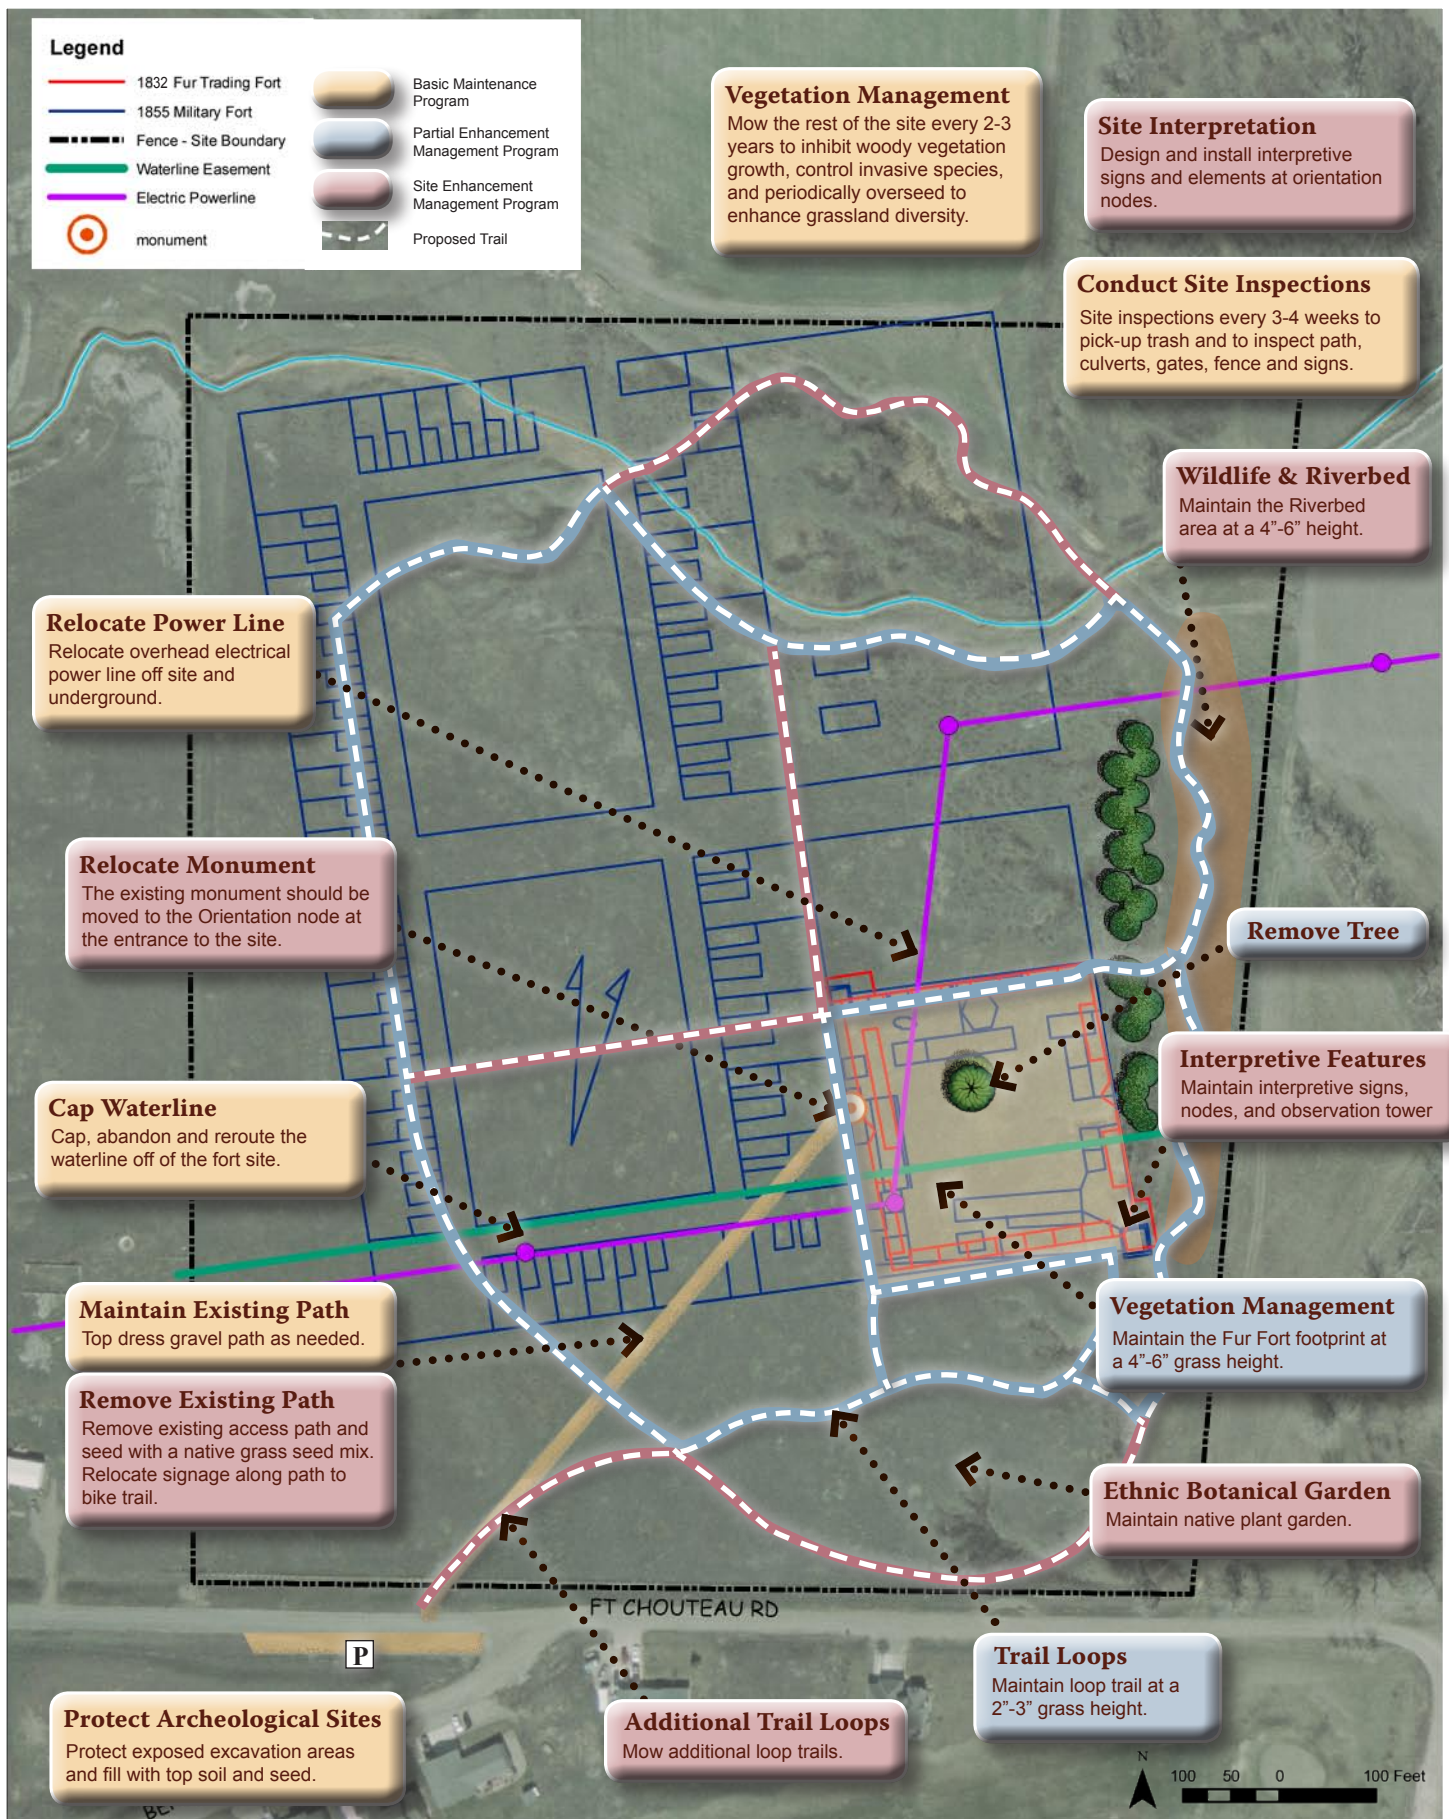 Legend
1832 Fur Trading Fort
1855 Military Fort
Fence - Site Boundary
Waterline Easement
Electric Powerline
monument
Basic Maintenance
Program
Partial Enhancement
Management Program
Site Enhancement
Management Program
Proposed Trail
Vegetation Management
Mow the rest of the site every 2-3
years to inhibit woody vegetation
growth, control invasive species,
and periodically overseed to
enhance grassland diversity.
Site Interpretation
Design and install interpretive
signs and elements at orientation
nodes.
Conduct Site Inspections
Site inspections every 3-4 weeks to
pick-up trash and to inspect path,
culverts, gates, fence and signs.
Wildlife & Riverbed
Maintain the Riverbed
area at a 4”-6” height.
Relocate Power Line
Relocate overhead electrical
power line off site and
underground.
Relocate Monument
The existing monument should be
moved to the Orientation node at
the entrance to the site.
Remove Tree
Interpretive Features
Maintain interpretive signs,
nodes, and observation tower
Cap Waterline
Cap, abandon and reroute the
waterline off of the fort site.
Maintain Existing Path
Top dress gravel path as needed.
Vegetation Management
Maintain the Fur Fort footprint at
a 4”-6” grass height.
Remove Existing Path
Remove existing access path and
seed with a native grass seed mix.
Relocate signage along path to
bike trail.
Ethnic Botanical Garden
Maintain native plant garden.
FT CHOUTEAU RD
P
Trail Loops
Maintain loop trail at a
2”-3” grass height.
Protect Archeological Sites
Protect exposed excavation areas
and fill with top soil and seed.
Additional Trail Loops
Mow additional loop trails.
N
100 50 0 100 Feet